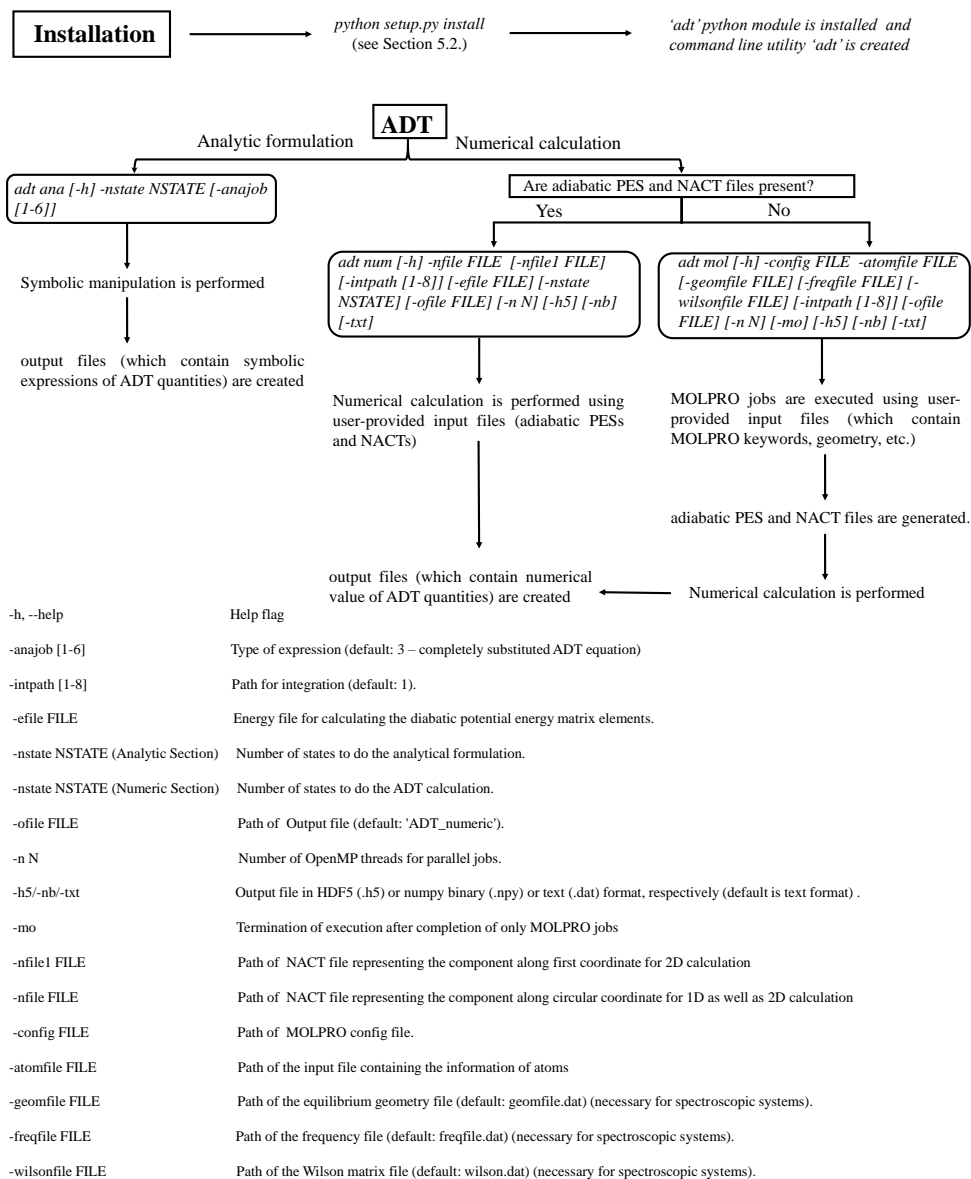 Installation
python setup.py install
(see Section 5.2.)
‘adt’ python module is installed and
command line utility ‘adt’ is created
ADT
Analytic formulation
Numerical calculation
adt ana [-h] -nstate NSTATE [-anajob
[1-6]]
Symbolic manipulation is performed
output files (which contain symbolic
expressions of ADT quantities) are created
Are adiabatic PES and NACT files present?
Yes
No
adt num [-h] -nfile FILE [-nfile1 FILE]
[-intpath [1-8]] [-efile FILE] [-nstate
NSTATE] [-ofile FILE] [-n N] [-h5] [-nb]
[-txt]
Numerical calculation is performed using
user-provided input files (adiabatic PESs
and NACTs)
output files (which contain numerical
value of ADT quantities) are created
adt mol [-h] -config FILE -atomfile FILE
[-geomfile FILE] [-freqfile FILE] [-
wilsonfile FILE] [-intpath [1-8]] [-ofile
FILE] [-n N] [-mo] [-h5] [-nb] [-txt]
MOLPRO jobs are executed using user-
provided input files (which contain
MOLPRO keywords, geometry, etc.)
adiabatic PES and NACT files are generated.
Numerical calculation is performed
-h, --help Help flag
-anajob [1-6] Type of expression (default: 3 – completely substituted ADT equation)
-intpath [1-8] Path for integration (default: 1).
-efile FILE Energy file for calculating the diabatic potential energy matrix elements.
-nstate NSTATE (Analytic Section) Number of states to do the analytical formulation.
-nstate NSTATE (Numeric Section) Number of states to do the ADT calculation.
-ofile FILE Path of Output file (default: 'ADT_numeric').
-n N Number of OpenMP threads for parallel jobs.
-h5/-nb/-txt Output file in HDF5 (.h5) or numpy binary (.npy) or text (.dat) format, respectively (default is text format) .
-mo Termination of execution after completion of only MOLPRO jobs
-nfile1 FILE Path of NACT file representing the component along first coordinate for 2D calculation
-nfile FILE Path of NACT file representing the component along circular coordinate for 1D as well as 2D calculation
-config FILE Path of MOLPRO config file.
-atomfile FILE Path of the input file containing the information of atoms
-geomfile FILE Path of the equilibrium geometry file (default: geomfile.dat) (necessary for spectroscopic systems).
-freqfile FILE Path of the frequency file (default: freqfile.dat) (necessary for spectroscopic systems).
-wilsonfile FILE Path of the Wilson matrix file (default: wilson.dat) (necessary for spectroscopic systems).